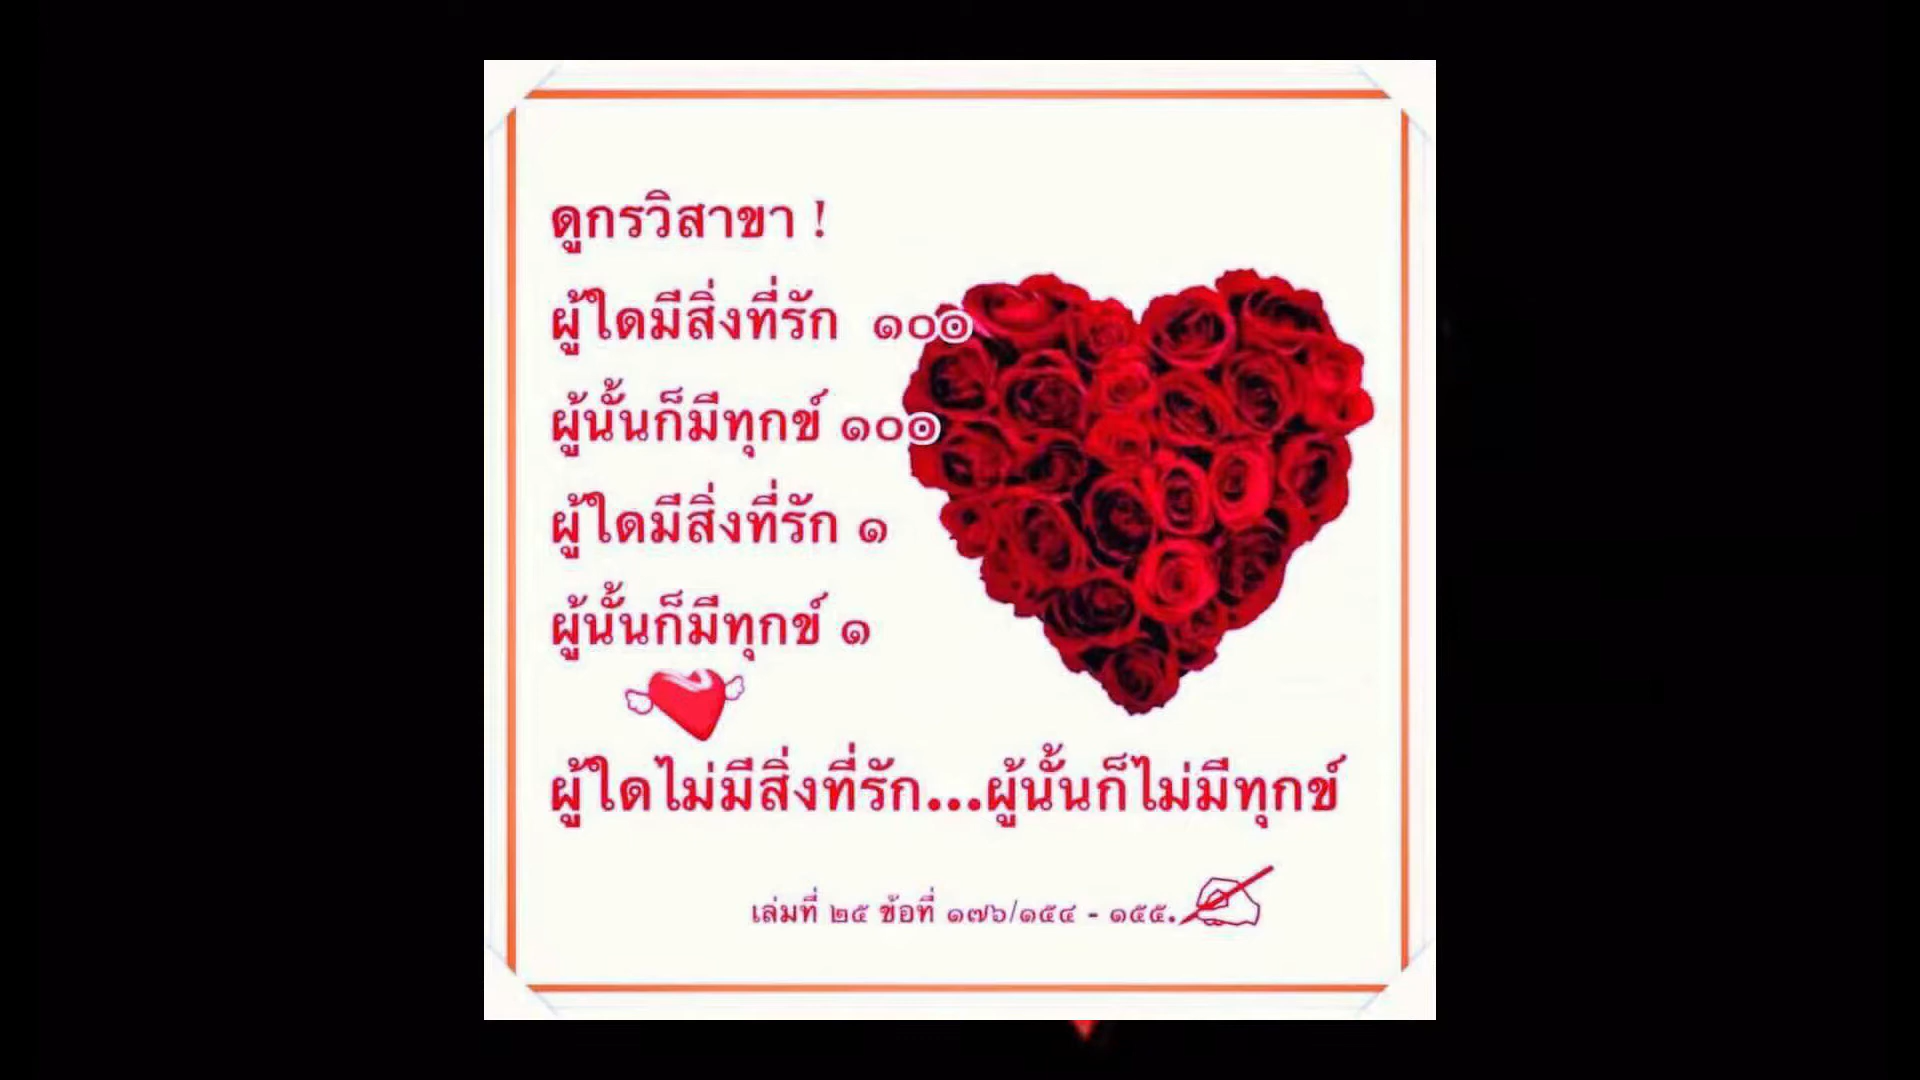 ดูกรวิสาขา !
ผู้ใดมีสิ่งที่รัก ๑๐๑
ผู้นั้นก็มีทุกข์ ๑๐๑
ผู้ใดมีสิ่งที่รัก ๑
ผู้นั้นก็มีทุกข์ ๑
ผู้ใดไม่มีสิ่งที่รัก...ผู้นั้นก็ไม่มีทุกข์
เล่มที่ ๒๕ ข้อที่ ๑๗๖/๑๕๔ - ๑๕๕.